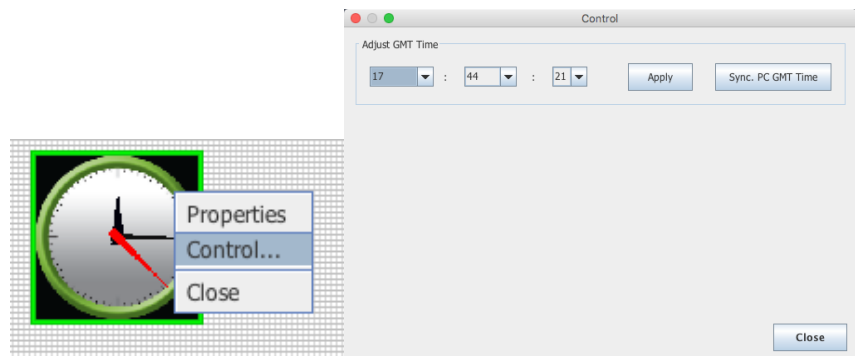 Control
Adjust GMT Time
17 : 44 : 21 Apply Sync. PC GMT Time
Properties
Control...
Close
Close